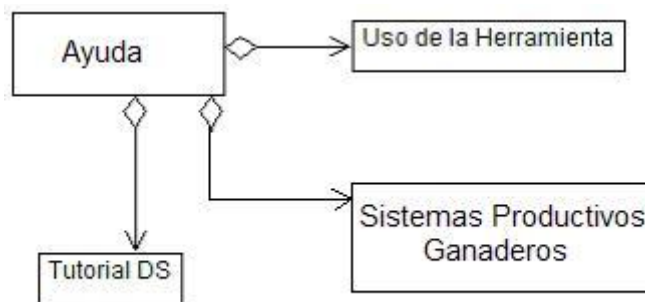 Ayuda
Uso de la Herramienta
Sistemas Productivos
Ganaderos
Tutorial DS